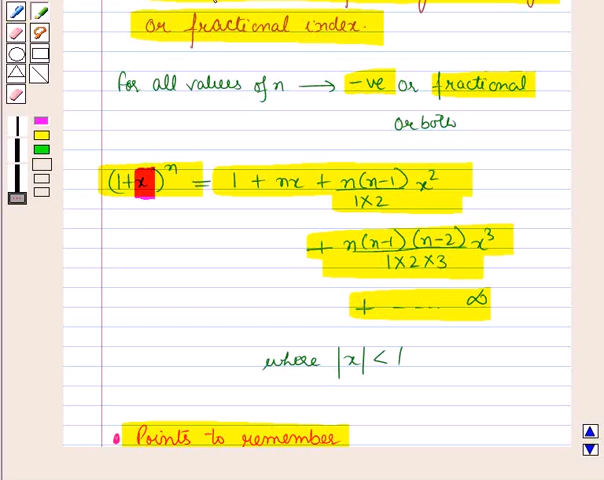 or fractional index.
for all values of n → -ve or fractional
or both
(1+x)^n = 1 + nx + n(n-1)/1×2 x^2
+ n(n-1)(n-2)/1×2×3 x^3
+ - - --- ∞
where |x| < 1
• Points to remember